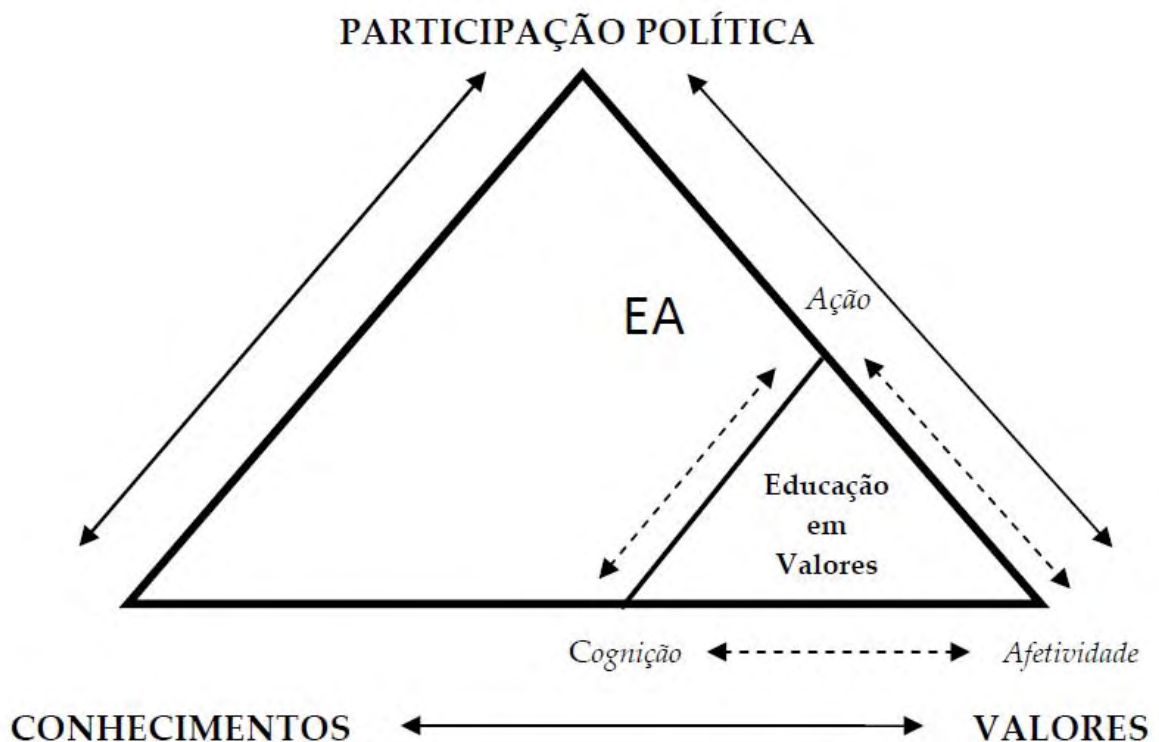 PARTICIPAÇÃO POLÍTICA
Ação
EA
Educação
em
Valores
Cognição
Afetividade
CONHECIMENTOS
VALORES